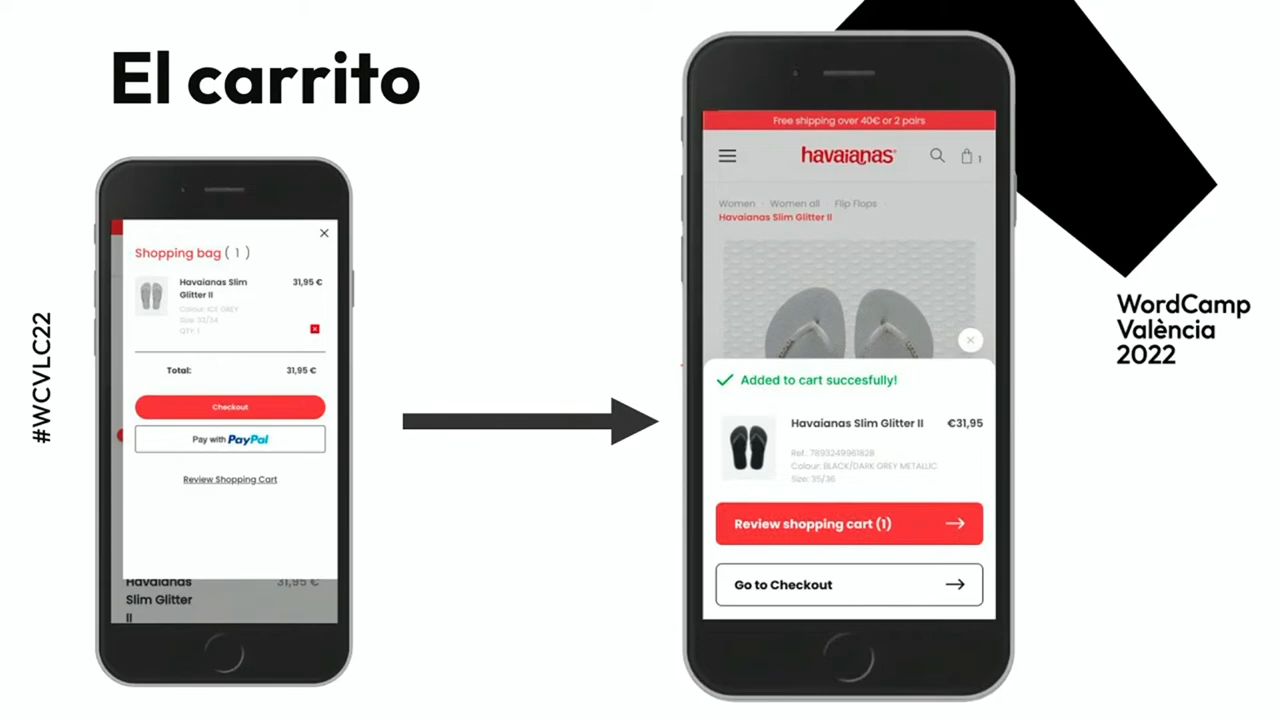 El carrito
#WCVLC22
Shopping bag ( 1 )
Havaianas Slim
Glitter II
31,95 €
Colour: ICE GREY
Size: 33/34
QTY: 1
Total:
31,95 €
Checkout
Pay with PayPal
Review Shopping Cart
Havaianas
Slim Glitter
II
31,95 €
Free shipping over 40€ or 2 pairs
havaianas
1
Women · Women all · Flip Flops ·
Havaianas Slim Glitter II
Added to cart succesfully!
Havaianas Slim Glitter II
€31,95
Ref.: 7893249961828
Colour: BLACK/DARK GREY METALLIC
Size: 35/36
Review shopping cart (1)
Go to Checkout
WordCamp
València
2022